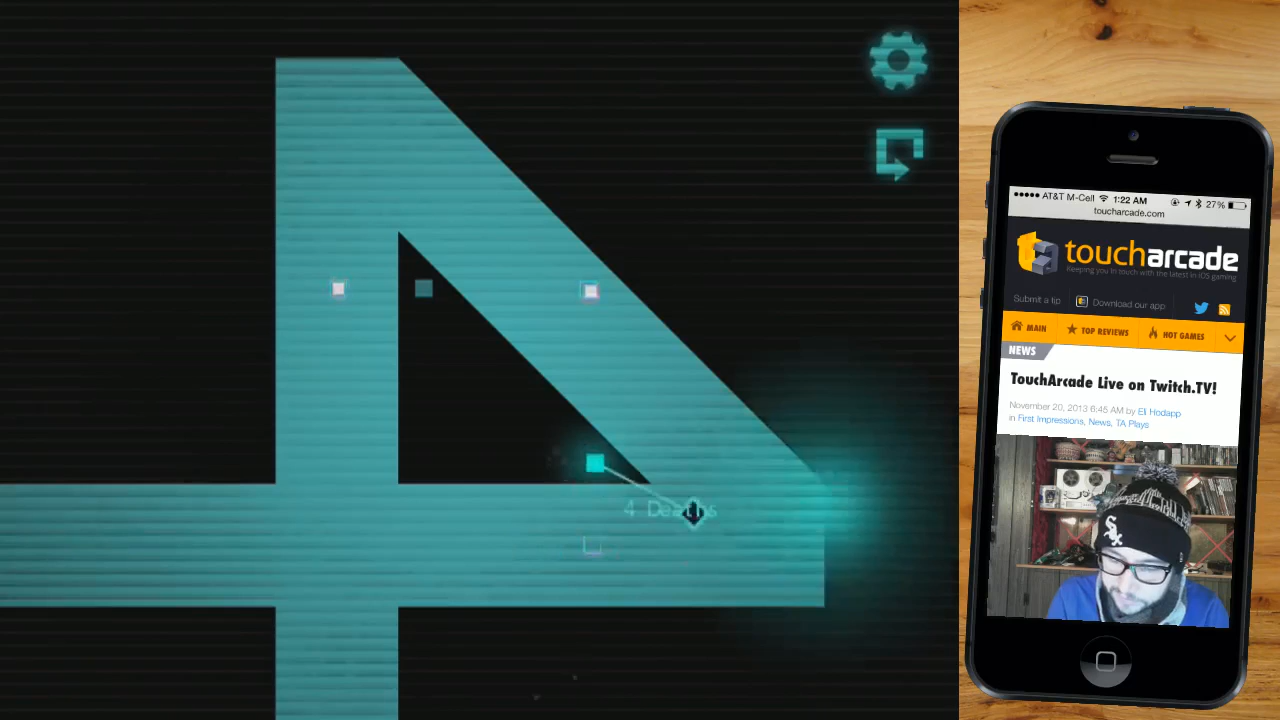 4 Deaths
AT&T M-Cell 1:22 AM 27%
toucharcade.com
toucharcade
Keeping you in touch with the latest in iOS gaming
Submit a tip Download our app
MAIN TOP REVIEWS HOT GAMES
NEWS
TouchArcade Live on Twitch.TV!
November 20, 2013 6:45 AM by Eli Hodapp
in First Impressions, News, TA Plays